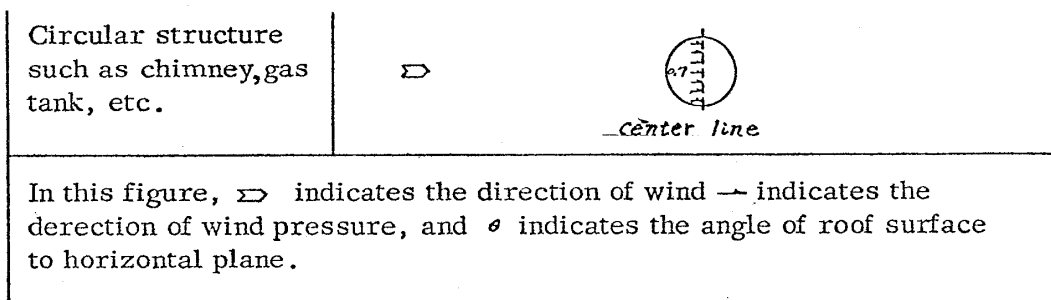 Circular structure
such as chimney, gas
tank, etc.
0.7
center line
In this figure, ⇨ indicates the direction of wind → indicates the
derection of wind pressure, and θ indicates the angle of roof surface
to horizontal plane.